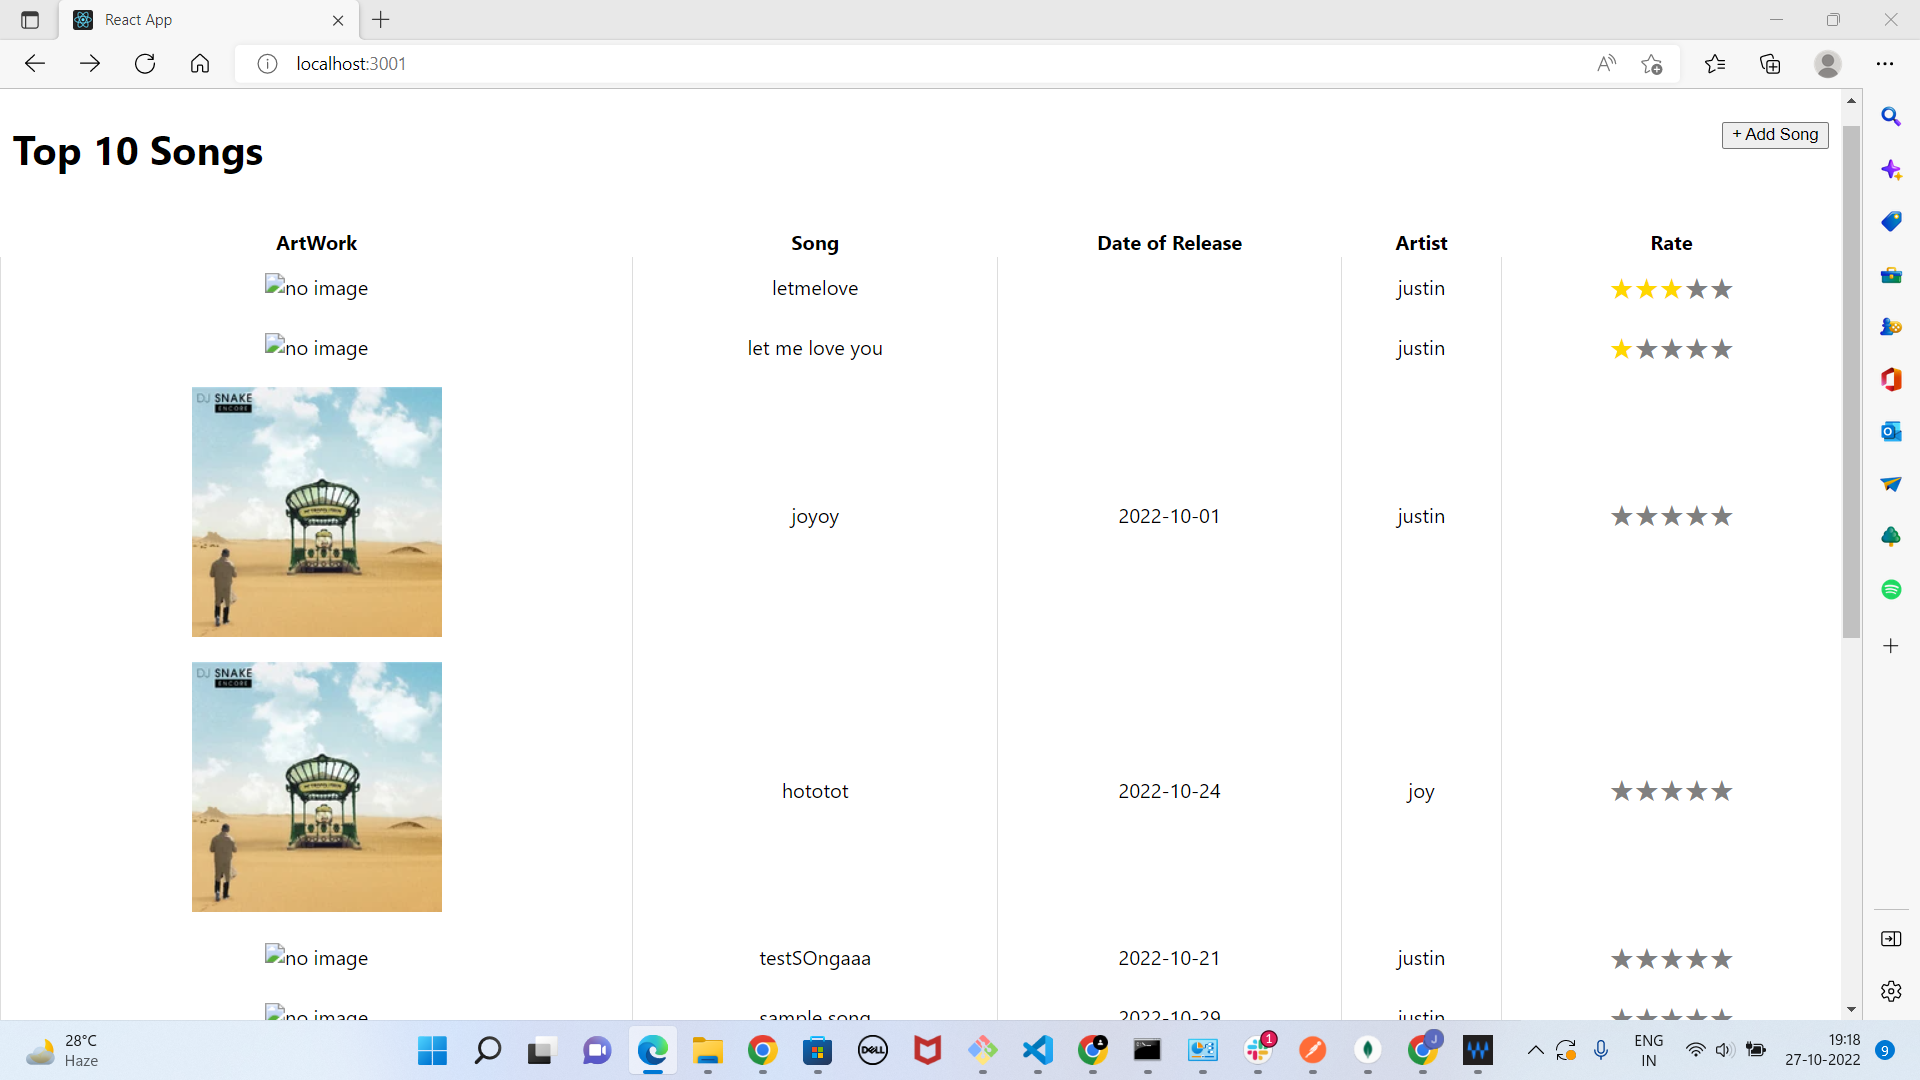 React App
localhost:3001
Top 10 Songs
+ Add Song
ArtWork Song Date of Release Artist Rate
no image letmelove justin
no image let me love you justin
DJ SNAKE
ENCORE
joyoy 2022-10-01 justin
DJ SNAKE
ENCORE
hototot 2022-10-24 joy
no image testSOngaaa 2022-10-21 justin
no image sample song 2022-10-29 justin
28°C
Haze
DELL
1
J
ENG
IN
19:18
27-10-2022
9